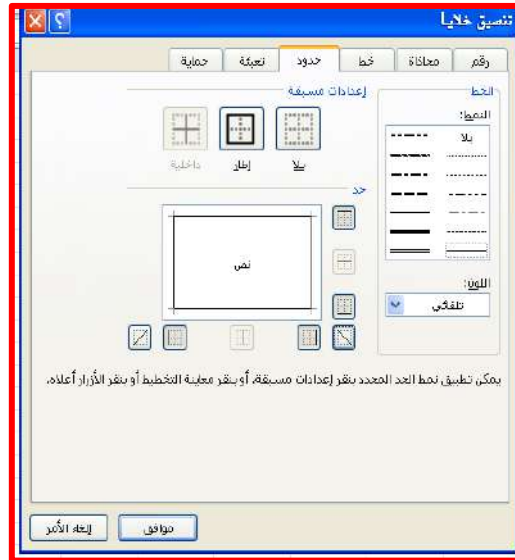 تنسيق خلايا
رقم محاذاة خط حدود تعبئة حماية
الخط
إعدادات مسبقة
النمط:
بلا
بلا إطار داخلية
حد
نص
اللون:
تلقائي
يمكن تطبيق نمط الحد المحدد بنقر إعدادات مسبقة، أو بنقر معاينة التخطيط أو بنقر الأزرار أعلاه.
موافق إلغاء الأمر